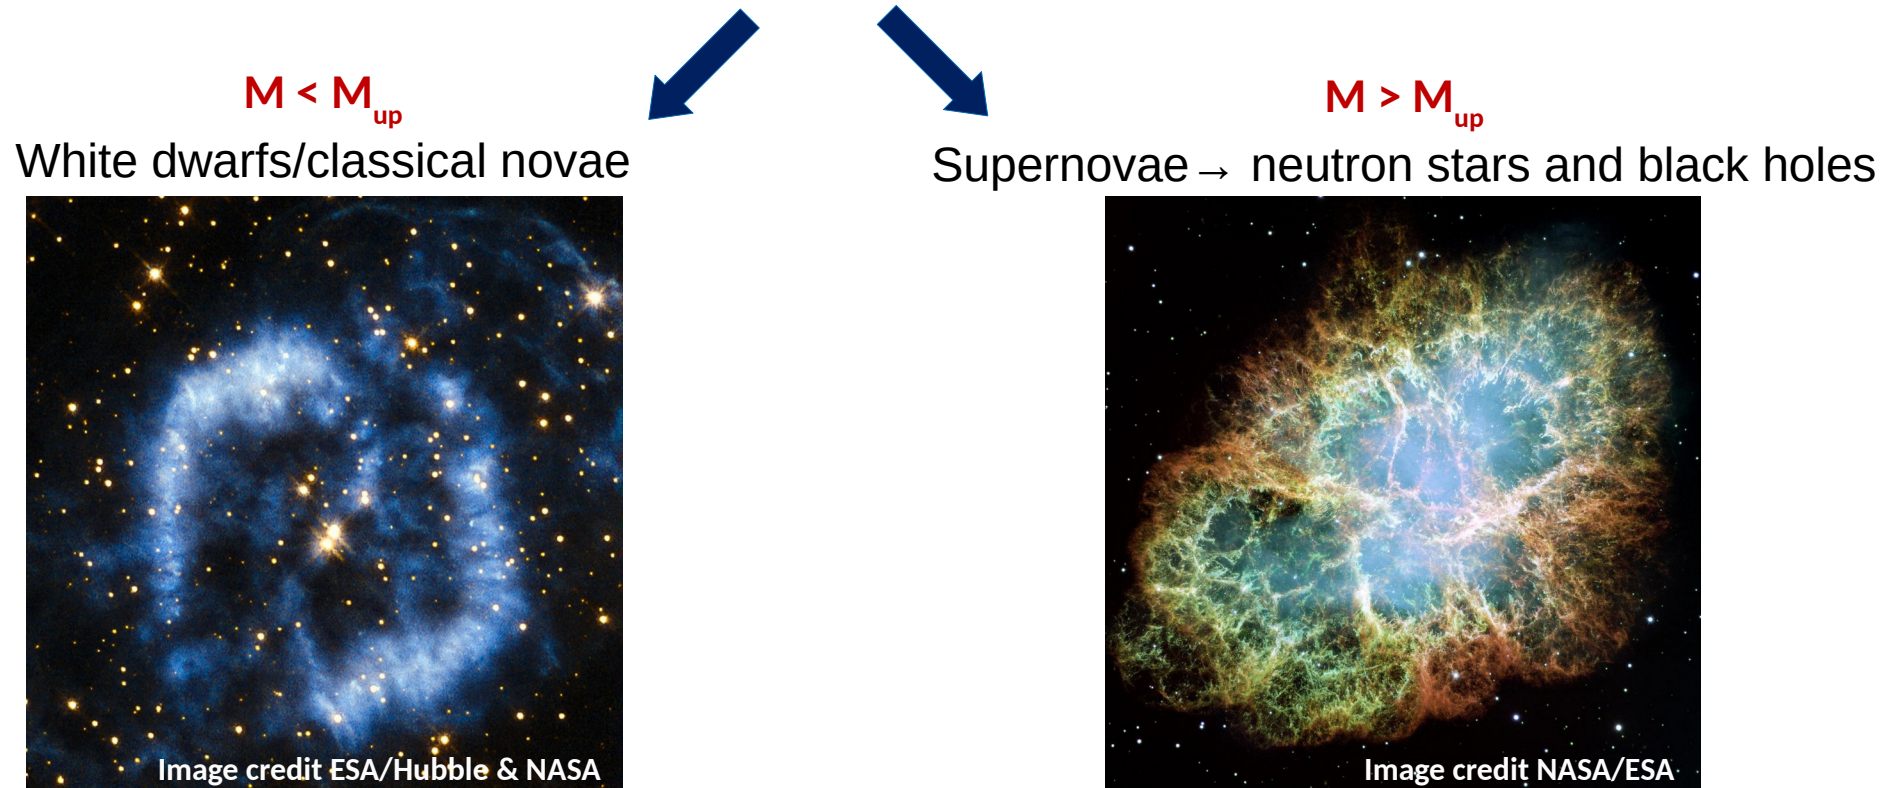 M < Mup
White dwarfs/classical novae
Image credit ESA/Hubble & NASA
M > Mup
Supernovae→ neutron stars and black holes
Image credit NASA/ESA